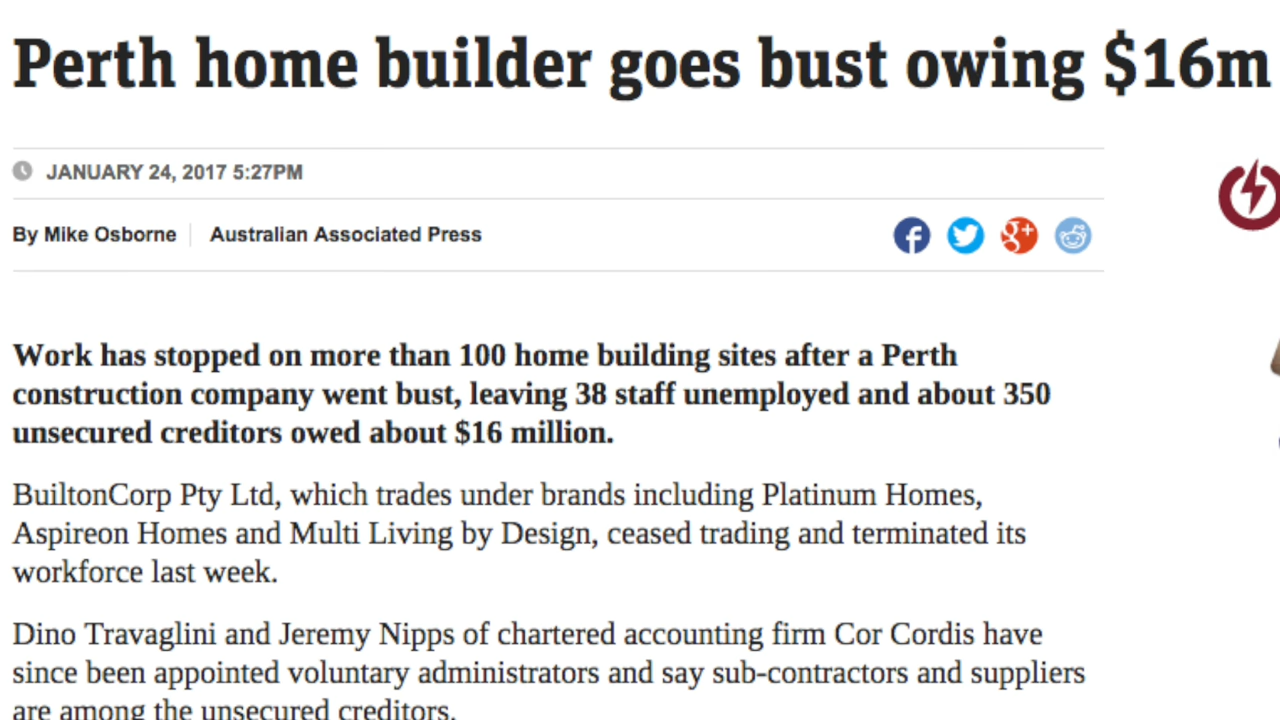 Perth home builder goes bust owing $16m
JANUARY 24, 2017 5:27PM
By Mike Osborne Australian Associated Press
Work has stopped on more than 100 home building sites after a Perth
construction company went bust, leaving 38 staff unemployed and about 350
unsecured creditors owed about $16 million.
BuiltonCorp Pty Ltd, which trades under brands including Platinum Homes,
Aspireon Homes and Multi Living by Design, ceased trading and terminated its
workforce last week.
Dino Travaglini and Jeremy Nipps of chartered accounting firm Cor Cordis have
since been appointed voluntary administrators and say sub-contractors and suppliers
are among the unsecured creditors.